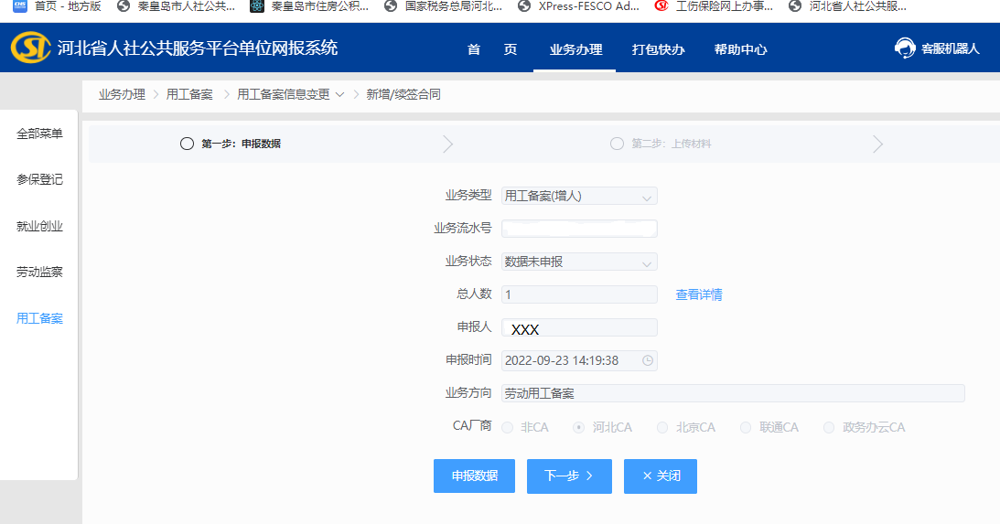 首页 - 地方版 秦皇岛市人社公共... 秦皇岛市住房公积... 国家税务总局河北... XPress-FESCO Ad... 工伤保险网上办事... 河北省人社公共服...
河北省人社公共服务平台单位网报系统 首 页 业务办理 打包快办 帮助中心 客服机器人
业务办理 > 用工备案 > 用工备案信息变更 > 新增/续签合同
全部菜单
参保登记
就业创业
劳动监察
用工备案
第一步：申报数据 第二步：上传材料
业务类型 用工备案(增人)
业务流水号
业务状态 数据未申报
总人数 1 查看详情
申报人 XXX
申报时间 2022-09-23 14:19:38
业务方向 劳动用工备案
CA厂商 非CA 河北CA 北京CA 联通CA 政务办云CA
申报数据 下一步 > × 关闭